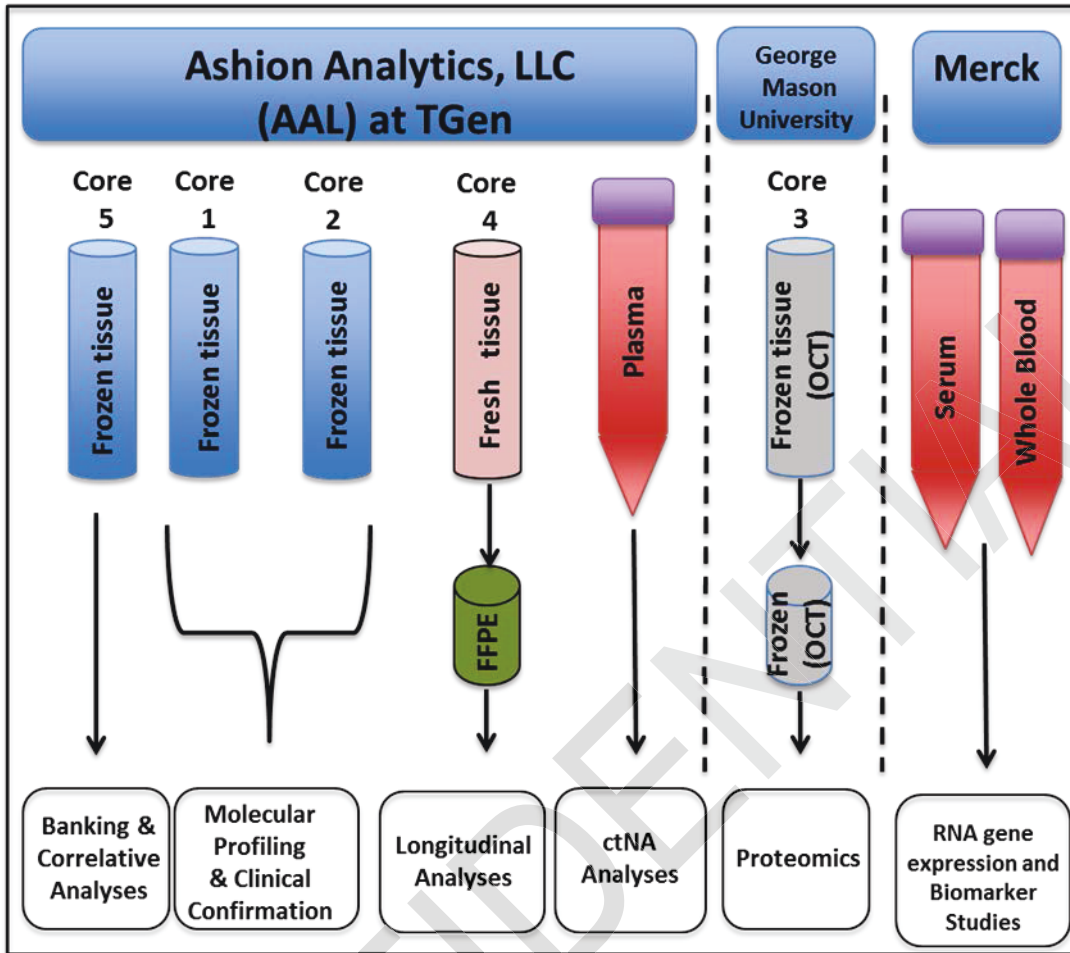 Ashion Analytics, LLC
(AAL) at TGen
George
Mason
University
Merck
Core
5
Core
1
Core
2
Core
4
Core
3
Frozen tissue
Frozen tissue
Frozen tissue
Fresh tissue
Plasma
Frozen tissue
(OCT)
Serum
Whole Blood
FFPE
Frozen
(OCT)
Banking &
Correlative
Analyses
Molecular
Profiling
& Clinical
Confirmation
Longitudinal
Analyses
ctNA
Analyses
Proteomics
RNA gene
expression and
Biomarker
Studies